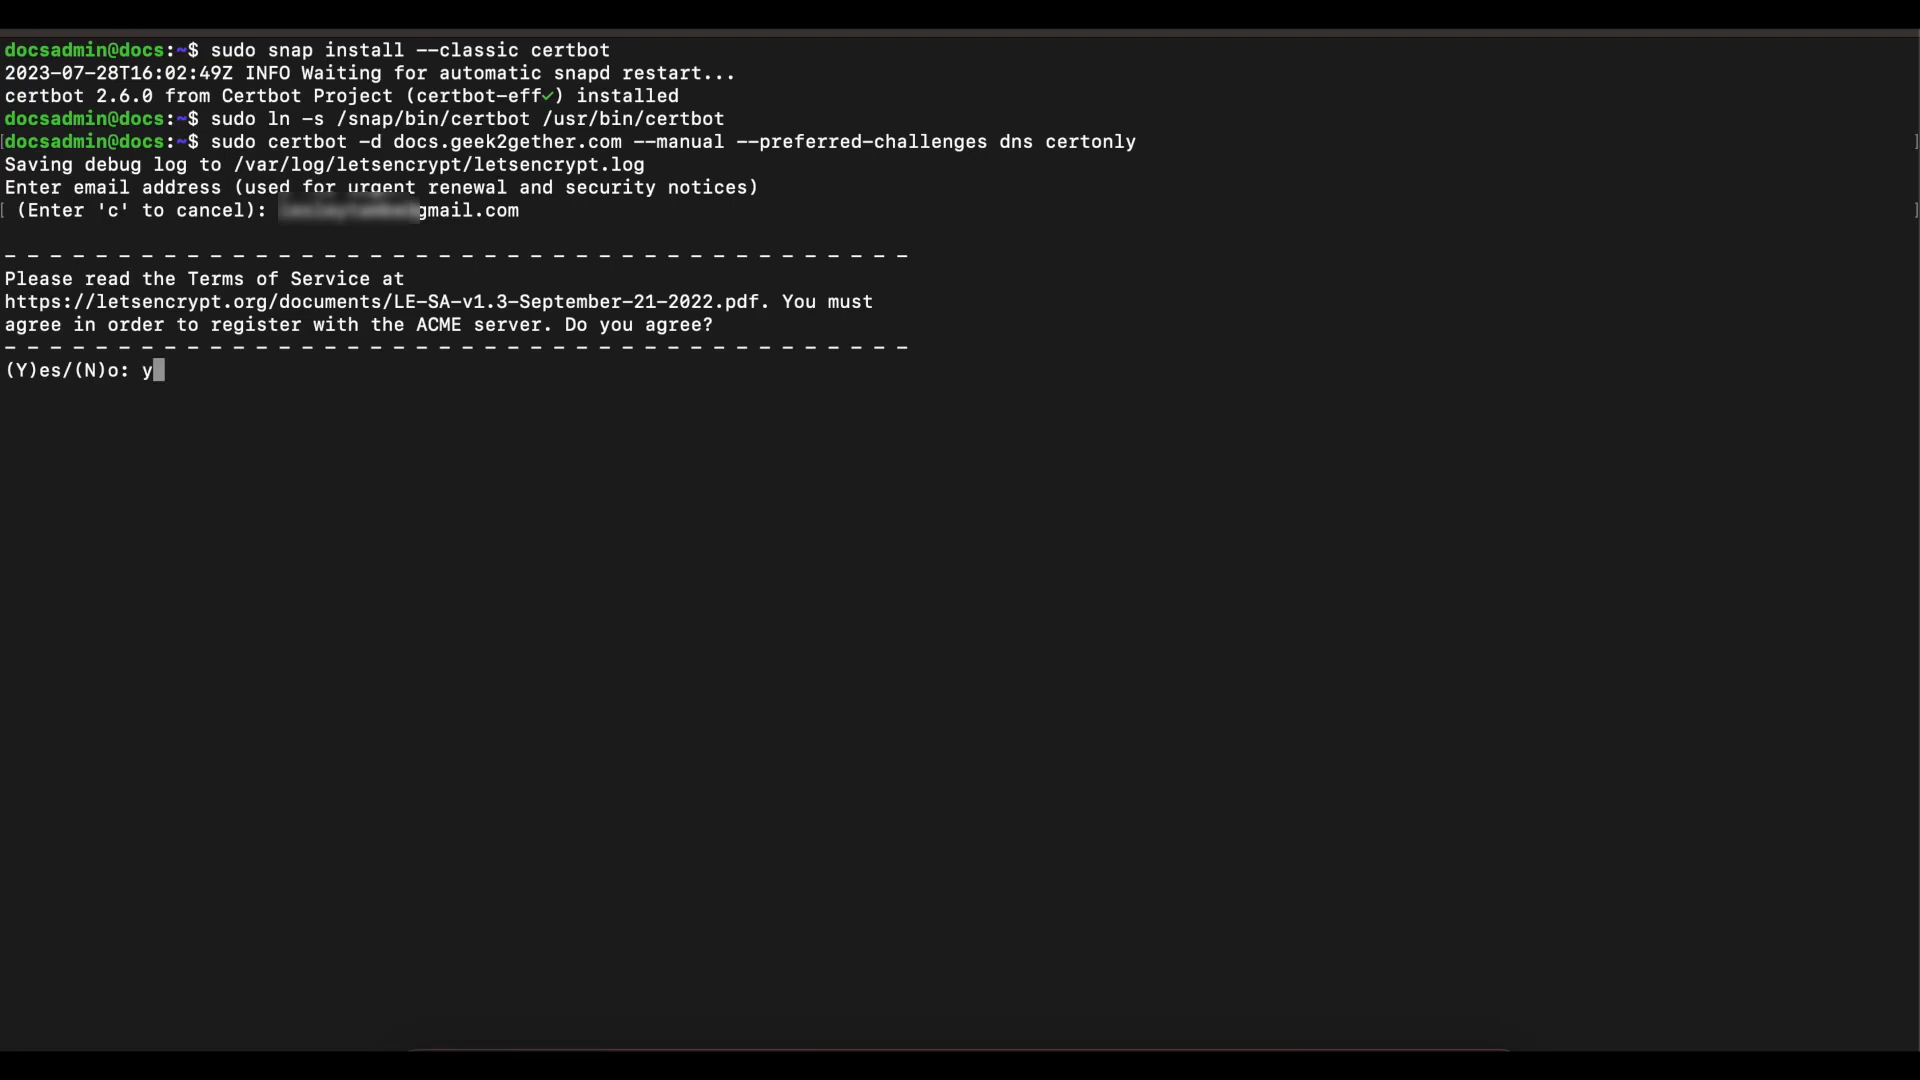 docsadmin@docs:~$ sudo snap install --classic certbot
2023-07-28T16:02:49Z INFO Waiting for automatic snapd restart...
certbot 2.6.0 from Certbot Project (certbot-eff✓) installed
docsadmin@docs:~$ sudo ln -s /snap/bin/certbot /usr/bin/certbot
[docsadmin@docs:~$ sudo certbot -d docs.geek2gether.com --manual --preferred-challenges dns certonly ]
Saving debug log to /var/log/letsencrypt/letsencrypt.log
Enter email address (used for urgent renewal and security notices)
[ (Enter 'c' to cancel): gmail.com ]
- - - - - - - - - - - - - - - - - - - - - - - - - - - - - - - - - - - - - - - -
Please read the Terms of Service at
https://letsencrypt.org/documents/LE-SA-v1.3-September-21-2022.pdf. You must
agree in order to register with the ACME server. Do you agree?
- - - - - - - - - - - - - - - - - - - - - - - - - - - - - - - - - - - - - - - -
(Y)es/(N)o: y